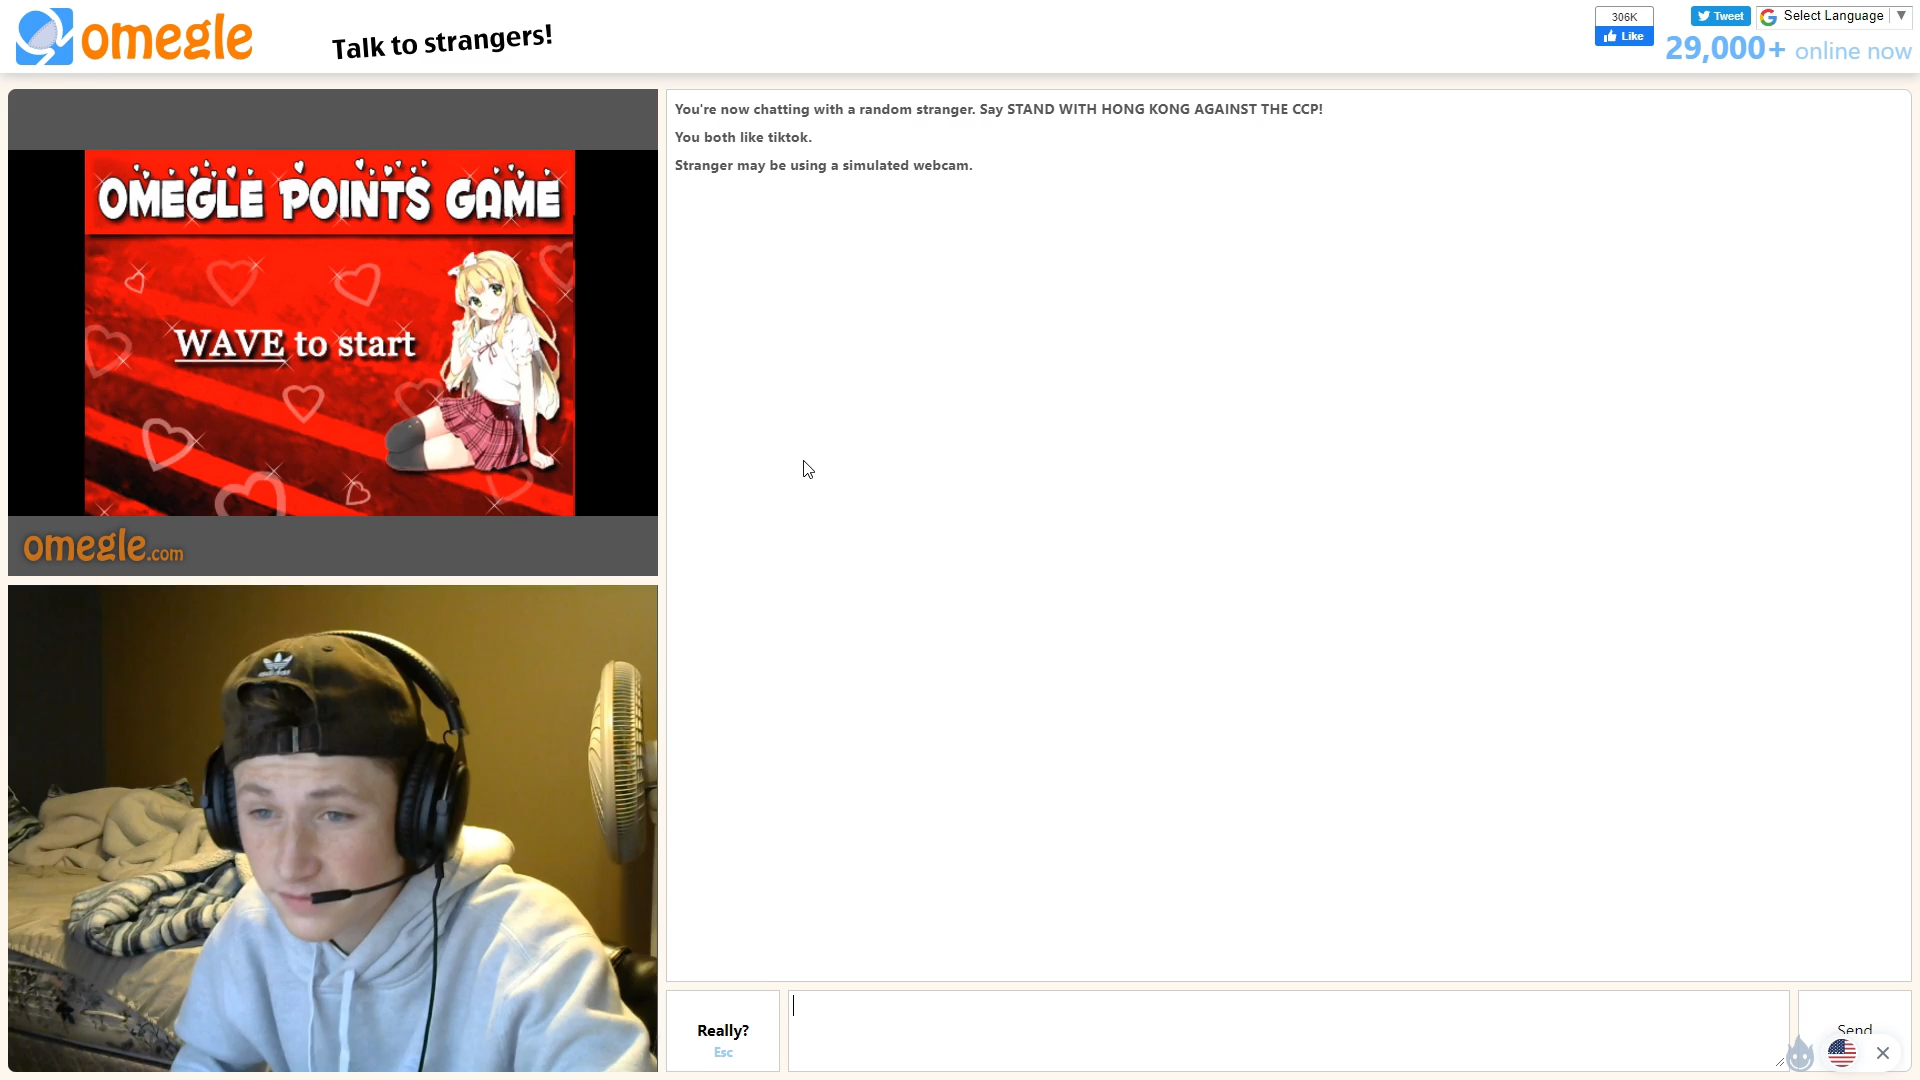 omegle
Talk to strangers!
306K
Like
Tweet
Select Language
29,000+ online now
OMEGLE POINTS GAME
WAVE to start
omegle.com
You're now chatting with a random stranger. Say STAND WITH HONG KONG AGAINST THE CCP!
You both like tiktok.
Stranger may be using a simulated webcam.
Really?
Esc
Send